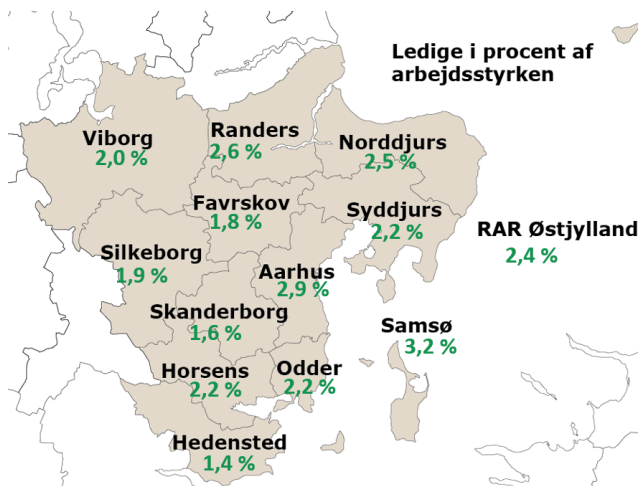 Ledige i procent af
arbejdsstyrken
Viborg
2,0 %
Randers
2,6 %
Norddjurs
2,5 %
Favrskov
1,8 %
Syddjurs
2,2 %
RAR Østjylland
2,4 %
Silkeborg
1,9 %
Aarhus
2,9 %
Skanderborg
1,6 %
Samsø
3,2 %
Horsens
2,2 %
Odder
2,2 %
Hedensted
1,4 %